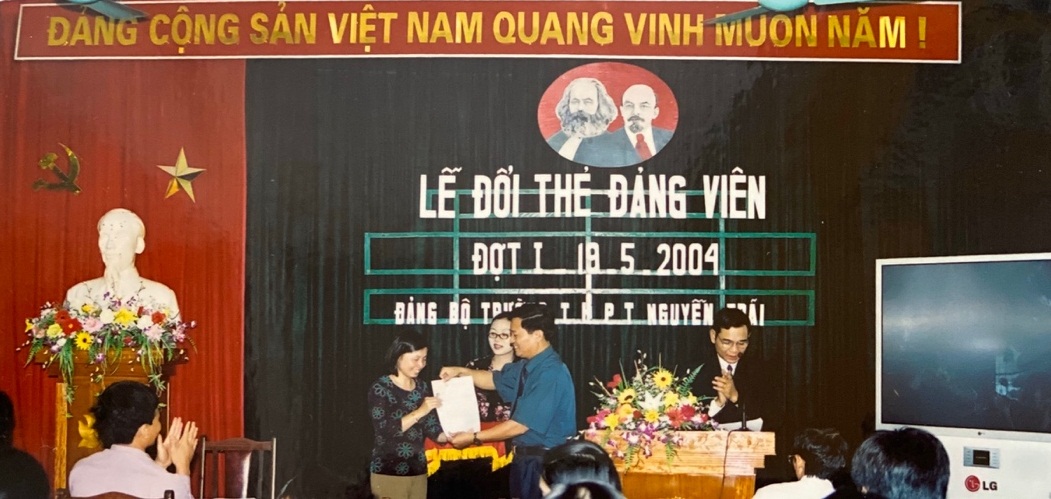 ĐẢNG CỘNG SẢN VIỆT NAM QUANG VINH MUÔN NĂM !
LỄ ĐỔI THẺ ĐẢNG VIÊN
ĐỢT I 19.5.2004
ĐẢNG BỘ TRƯỜNG T H P T NGUYỄN TRÃI
LG